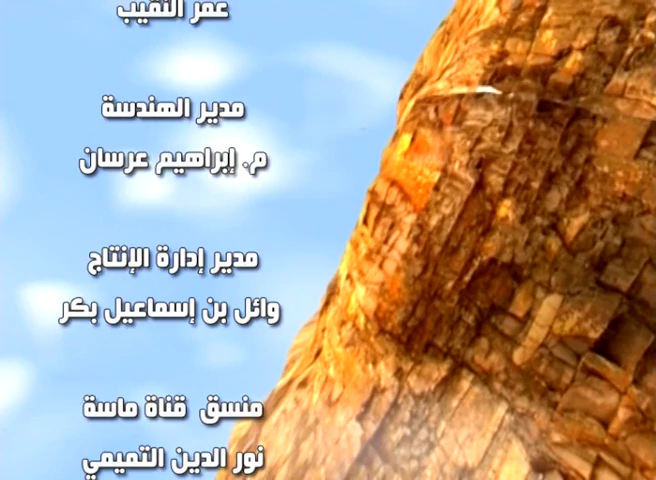 عمر النقيب
مدير الهندسة
م. إبراهيم عرسان
مدير إدارة الإنتاج
وائل بن إسماعيل بكر
منسق قناة ماسة
نور الدين التميمي